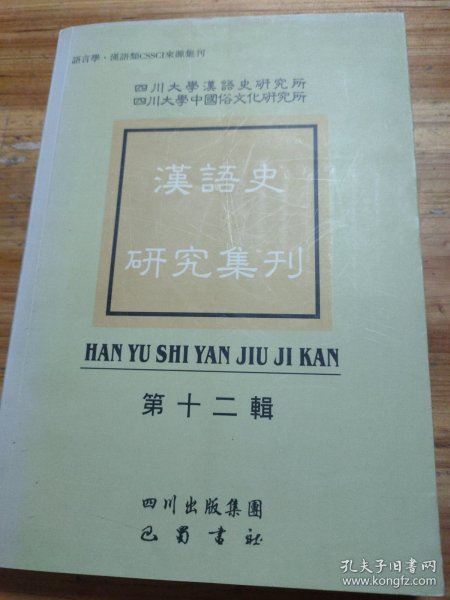 語言學·漢語類CSSCI來源集刊
四川大學漢語史研究所
四川大學中國俗文化研究所
漢語史
研究集刊
HAN YU SHI YAN JIU JI KAN
第十二輯
四川出版集團
巴蜀書社
孔夫子旧书网
www.kongfz.com